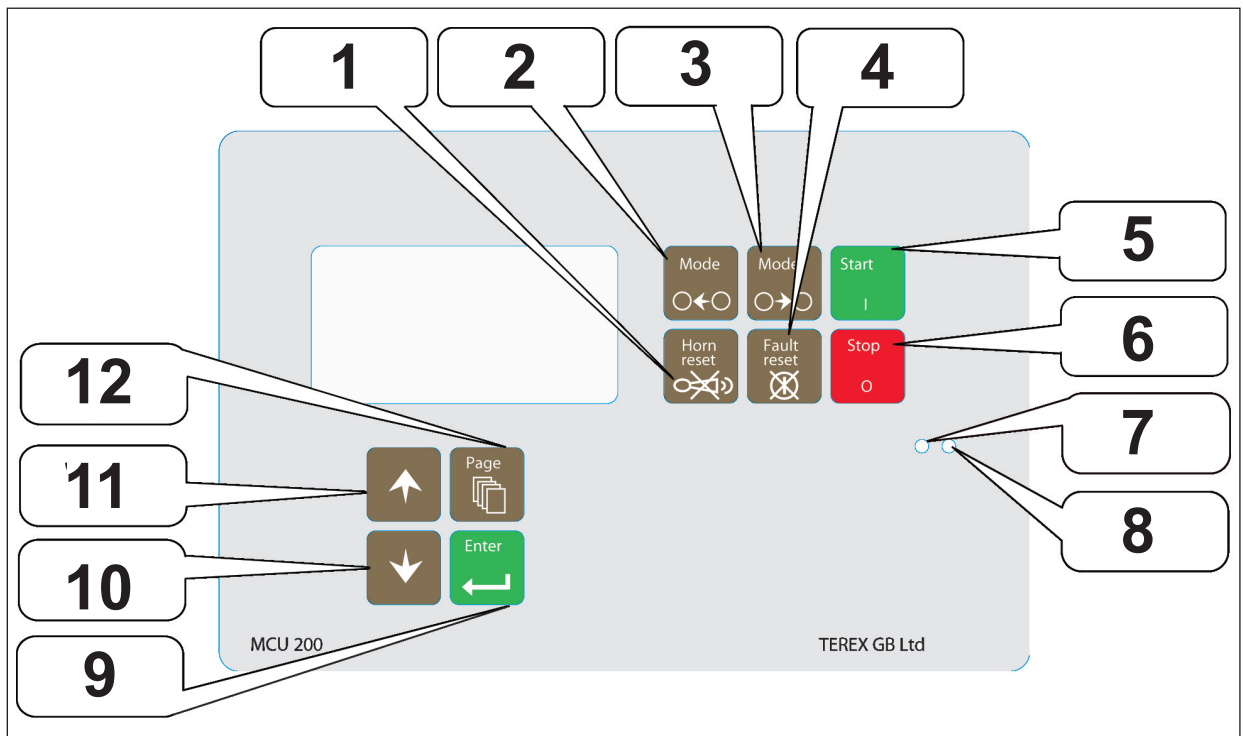 1
2
3
4
Mode
Mode
Start
I
5
Horn
reset
Fault
reset
Stop
O
6
12
7
11
Page
8
10
Enter
9
MCU 200
TEREX GB Ltd